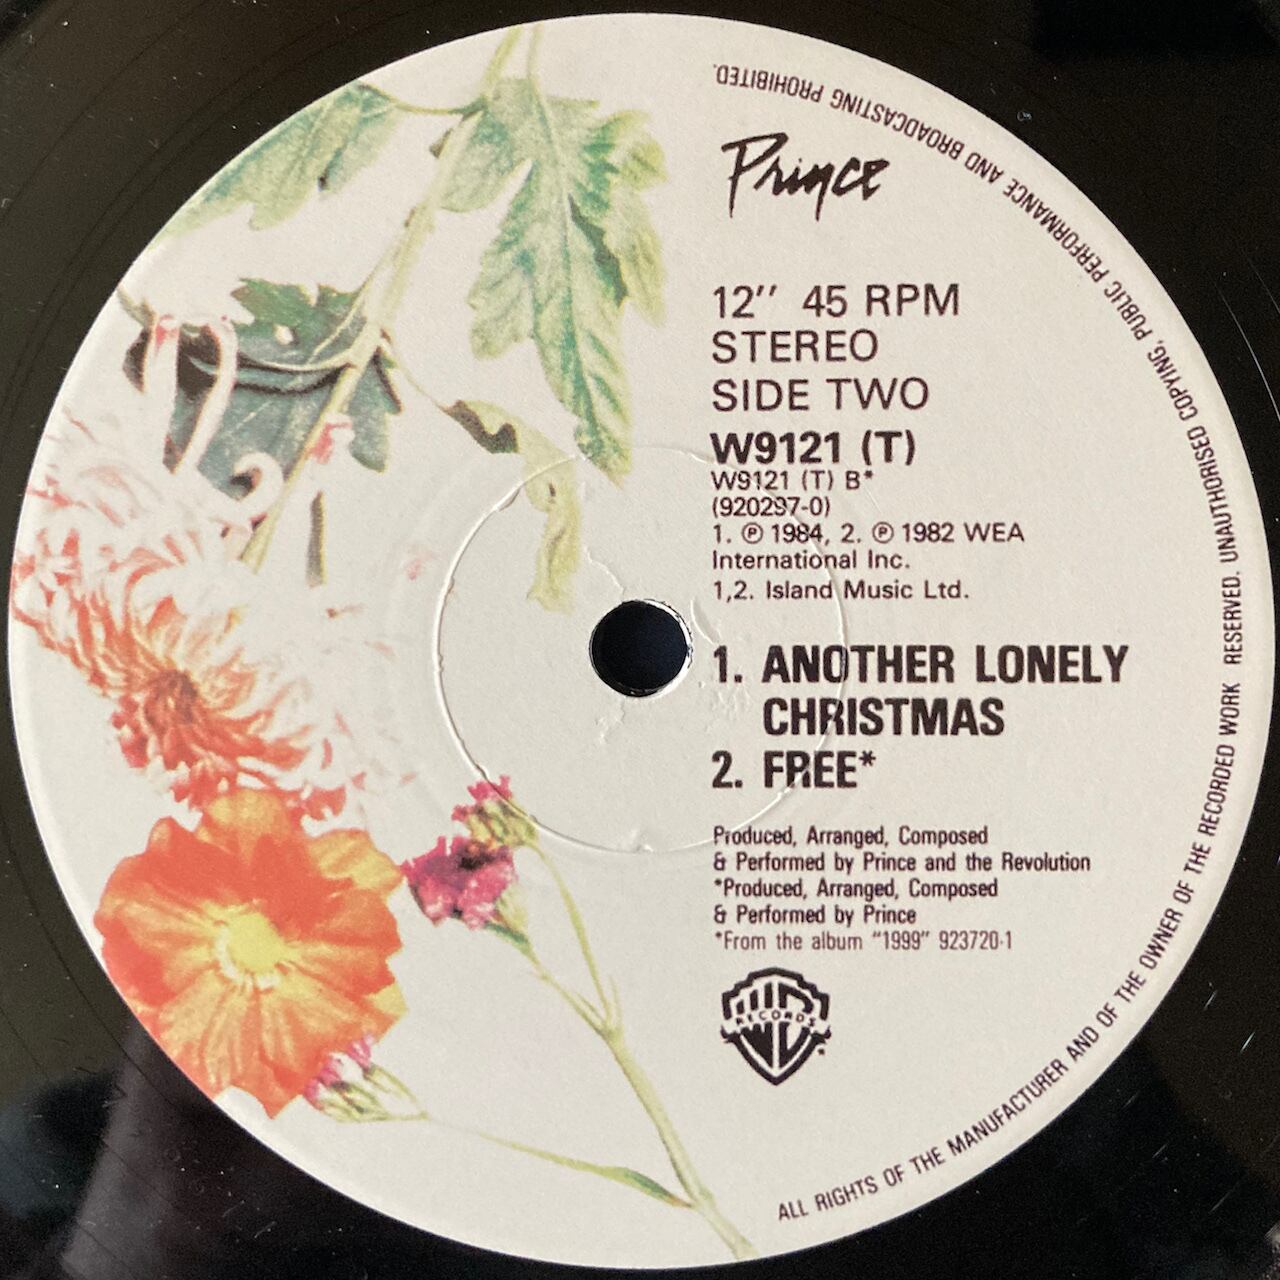 Prince
12″ 45 RPM
STEREO
SIDE TWO
W9121 (T)
W9121 (T) B*
(920297-0)
1. ℗ 1984, 2. ℗ 1982 WEA
International Inc.
1,2. Island Music Ltd.
1. ANOTHER LONELY
CHRISTMAS
2. FREE*
Produced, Arranged, Composed
& Performed by Prince and the Revolution
*Produced, Arranged, Composed
& Performed by Prince
*From the album "1999" 923720-1
WB
RECORDS
ALL RIGHTS OF THE MANUFACTURER AND OF THE OWNER OF THE RECORDED WORK RESERVED. UNAUTHORISED COPYING, PUBLIC PERFORMANCE AND BROADCASTING PROHIBITED.